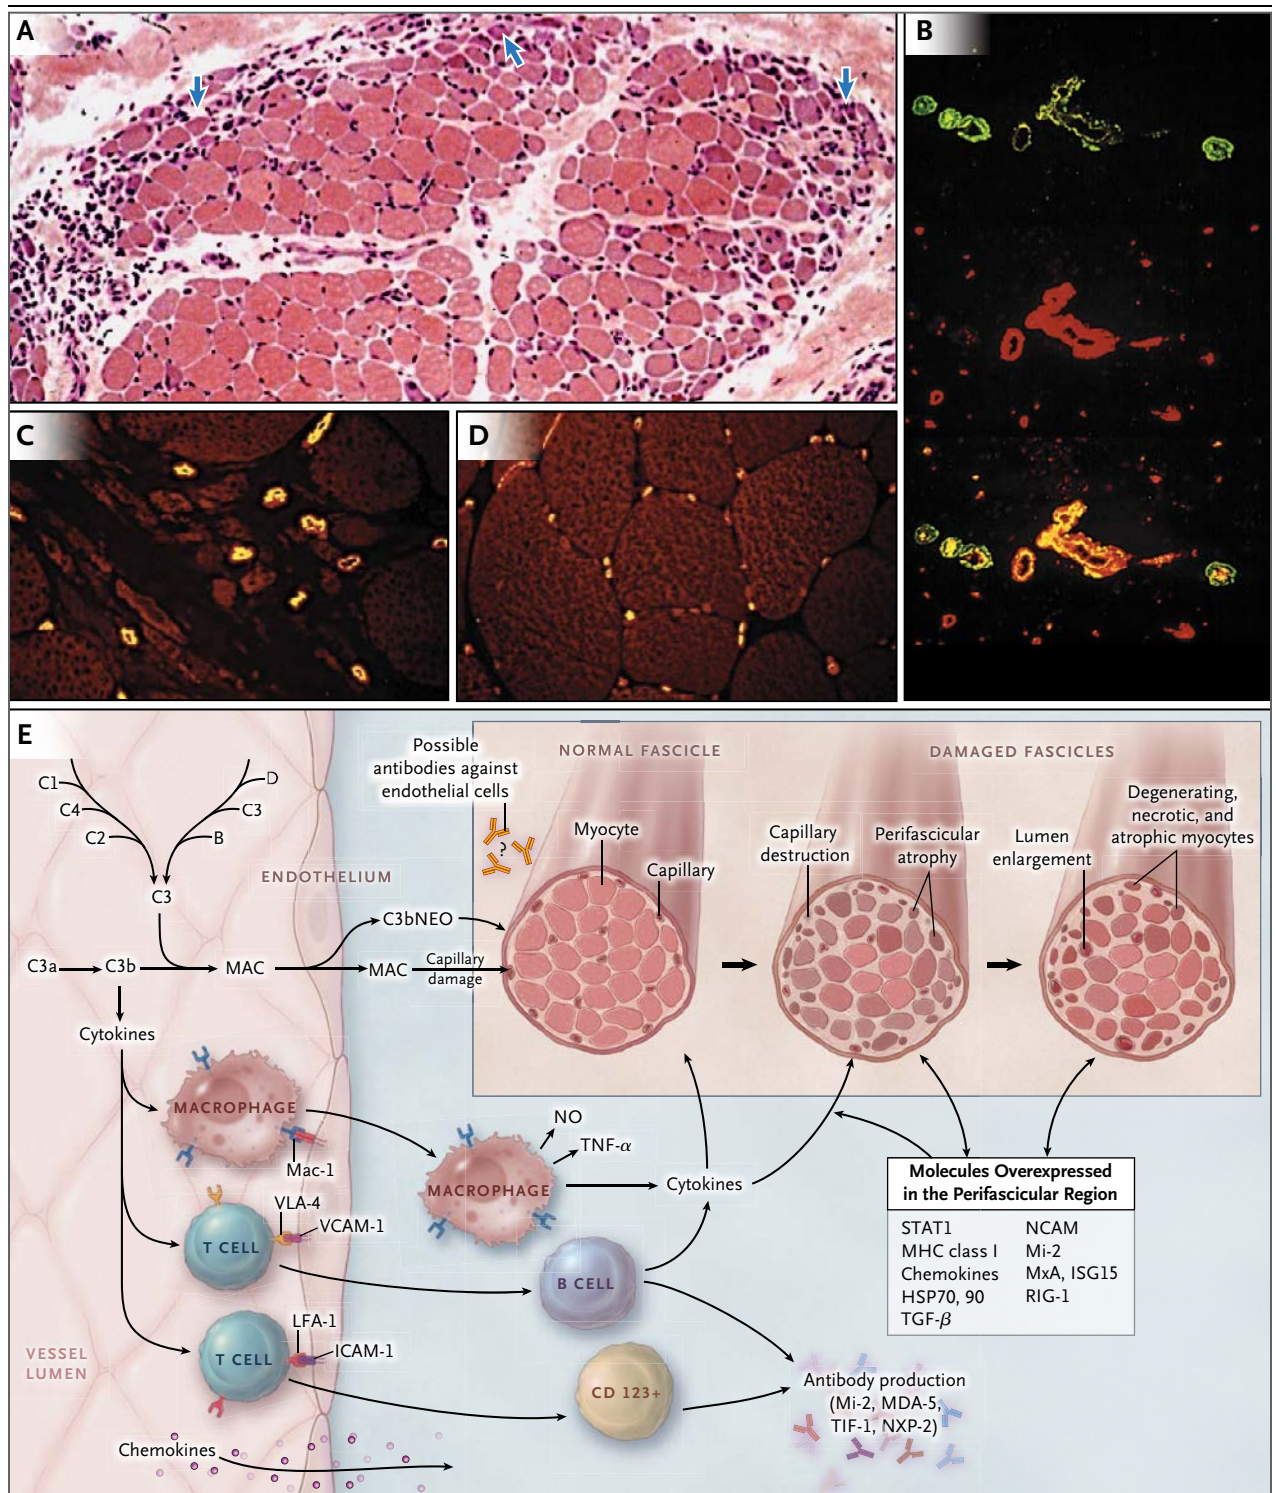 A
B
C
D
E
Possible
antibodies against
endothelial cells
?
NORMAL FASCICLE
DAMAGED FASCICLES
Myocyte
Capillary
Capillary
destruction
Perifascicular
atrophy
Lumen
enlargement
Degenerating,
necrotic, and
atrophic myocytes
C1
C4
C2
D
C3
B
C3
ENDOTHELIUM
C3bNEO
C3a
C3b
MAC
MAC
Capillary
damage
Cytokines
MACROPHAGE
Mac-1
MACROPHAGE
NO
TNF-α
Cytokines
VLA-4
VCAM-1
T CELL
B CELL
LFA-1
ICAM-1
T CELL
CD 123+
VESSEL
LUMEN
Chemokines
Molecules Overexpressed
in the Perifascicular Region
STAT1
MHC class I
Chemokines
HSP70, 90
TGF-β
NCAM
Mi-2
MxA, ISG15
RIG-1
Antibody production
(Mi-2, MDA-5,
TIF-1, NXP-2)